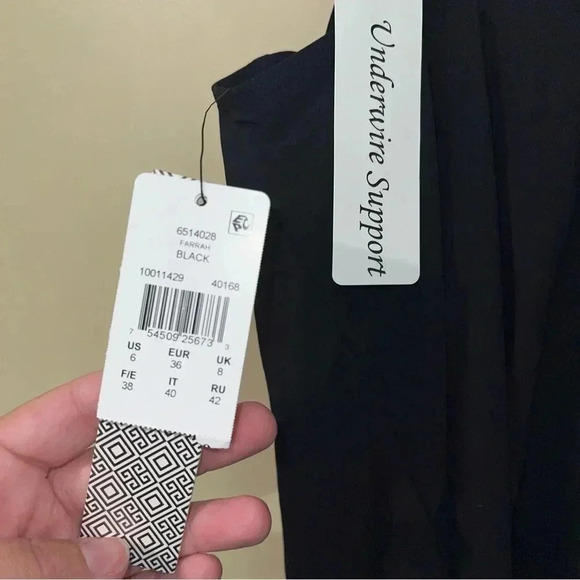 Underwire Support
6514028
FARRAH
BLACK
10011429 40168
7 54509 25673 3
US EUR UK
6 36 8
F/E IT RU
38 40 42